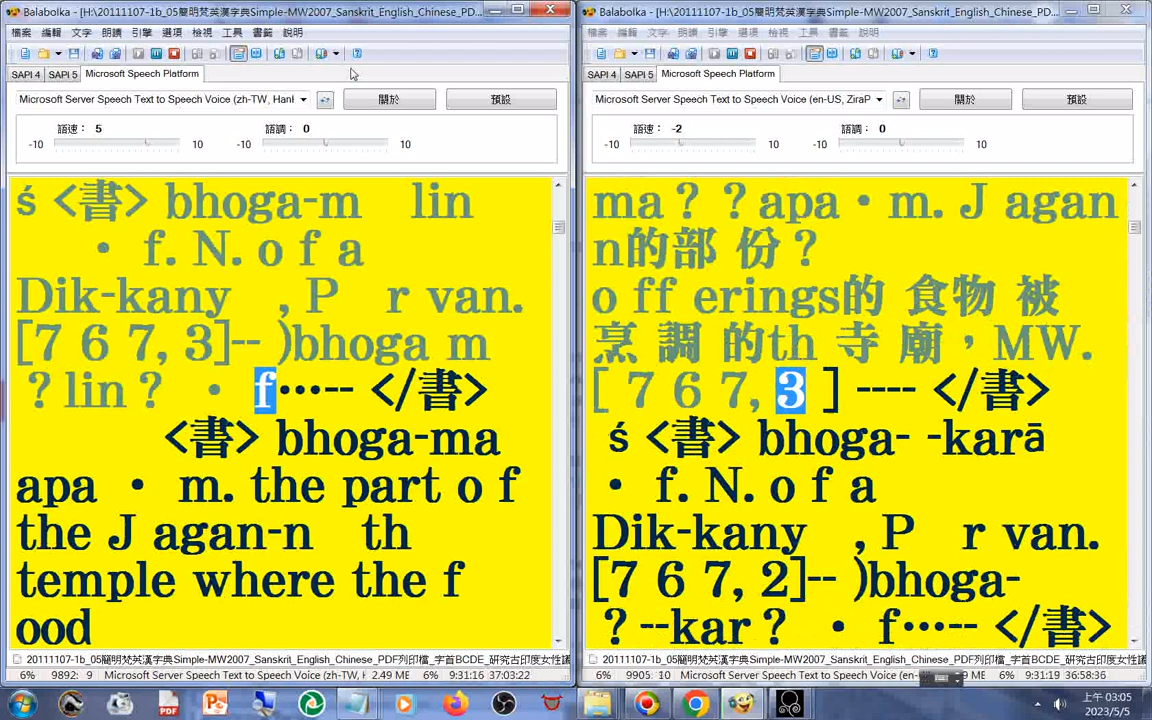 Balabolka - [H:\20111107-1b_05簡明梵英漢字典Simple-MW2007_Sanskrit_English_Chinese_PD...
檔案 編輯 文字 朗讀 引擎 選項 檢視 工具 書籤 說明
SAPI 4 SAPI 5 Microsoft Speech Platform
Microsoft Server Speech Text to Speech Voice (zh-TW, Han 關於 預設
語速： 5 語調： 0
-10 10 -10 10
ś <書> bhoga-m lin
• f. N. o f a
Dik-kany , P r van.
[7 6 7, 3]-- )bhoga m
? lin ? • f…-- </書>
<書> bhoga-ma
apa • m. the part o f
the J agan-n th
temple where the f
ood
20111107-1b_05簡明梵英漢字典Simple-MW2007_Sanskrit_English_Chinese_PDF列印檔_字首BCDE_研究古印度女性議
6% 9892: 9 Microsoft Server Speech Text to Speech Voice (zh-TW, H 2.49 MB 6% 9:31:16 37:03:22
Balabolka - [H:\20111107-1b_05簡明梵英漢字典Simple-MW2007_Sanskrit_English_Chinese_PD...
檔案 編輯 文字 朗讀 引擎 選項 檢視 工具 書籤 說明
SAPI 4 SAPI 5 Microsoft Speech Platform
Microsoft Server Speech Text to Speech Voice (en-US, ZiraP 關於 預設
語速： -2 語調： 0
-10 10 -10 10
ma ? ? apa • m. J agan
n的部 份 ?
o ff erings的 食物 被
烹 調 的th 寺 廟，MW.
[ 7 6 7, 3 ] ---- </書>
ś <書> bhoga- -karā
• f. N. o f a
Dik-kany , P r van.
[7 6 7, 2]-- )bhoga-
? --kar ? • f…-- </書>
20111107-1b_05簡明梵英漢字典Simple-MW2007_Sanskrit_English_Chinese_PDF列印檔_字首BCDE_研究古印度女性議
6% 9905: 10 Microsoft Server Speech Text to Speech Voice (en-US, 9 MB 6% 9:31:19 36:58:36
上午 03:05
2023/5/5